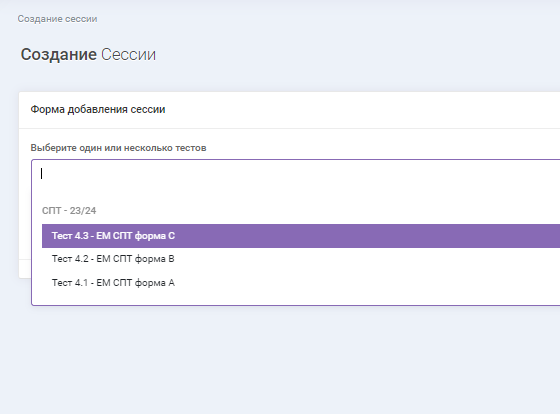 Создание сессии
Создание Сессии
Форма добавления сессии
Выберите один или несколько тестов
СПТ - 23/24
Тест 4.3 - ЕМ СПТ форма С
Тест 4.2 - ЕМ СПТ форма В
Тест 4.1 - ЕМ СПТ форма А